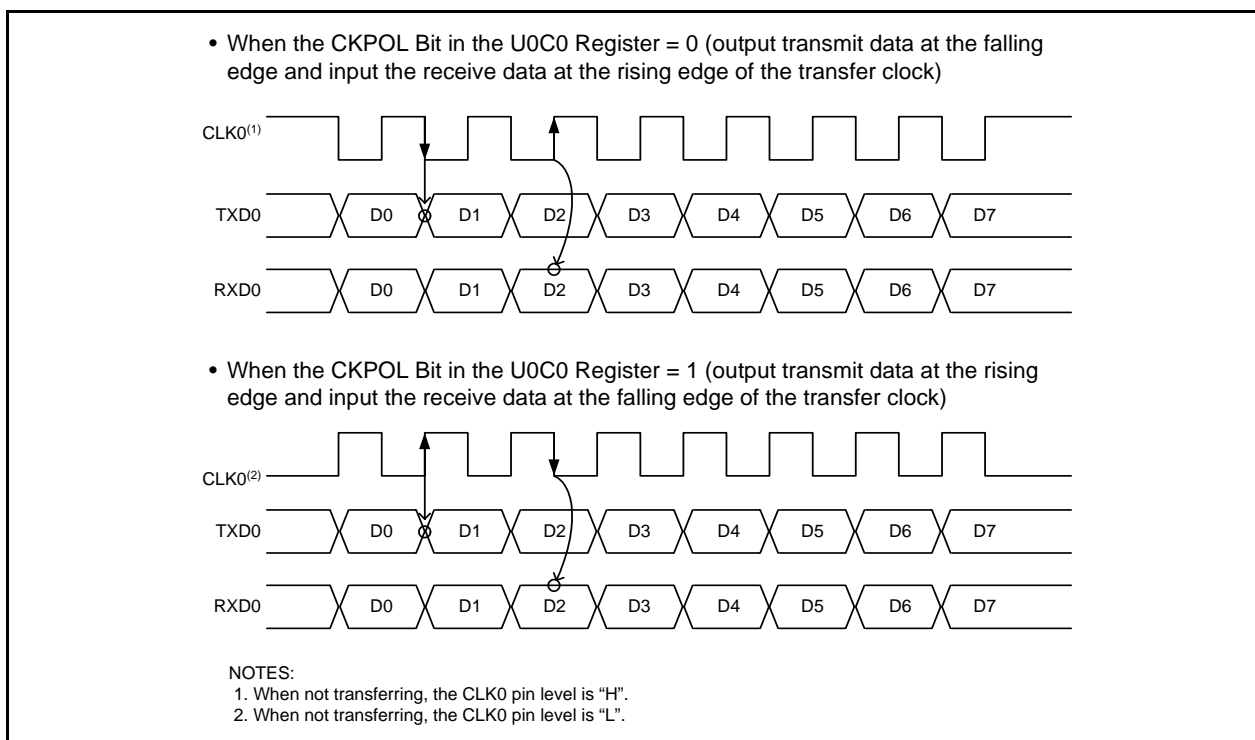 • When the CKPOL Bit in the U0C0 Register = 0 (output transmit data at the falling
edge and input the receive data at the rising edge of the transfer clock)
CLK0(1)
TXD0 D0 D1 D2 D3 D4 D5 D6 D7
RXD0 D0 D1 D2 D3 D4 D5 D6 D7
• When the CKPOL Bit in the U0C0 Register = 1 (output transmit data at the rising
edge and input the receive data at the falling edge of the transfer clock)
CLK0(2)
TXD0 D0 D1 D2 D3 D4 D5 D6 D7
RXD0 D0 D1 D2 D3 D4 D5 D6 D7
NOTES:
1. When not transferring, the CLK0 pin level is “H”.
2. When not transferring, the CLK0 pin level is “L”.